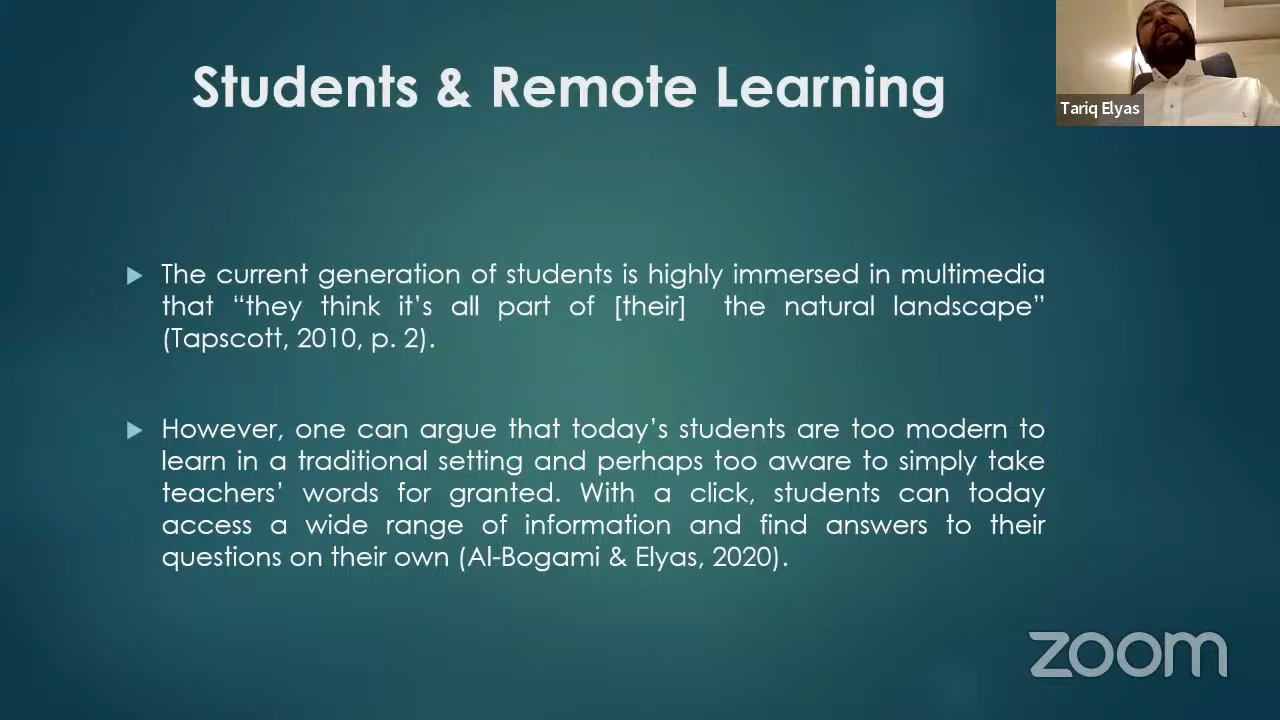 Students & Remote Learning
Tariq Elyas
The current generation of students is highly immersed in multimedia
that “they think it’s all part of [their] the natural landscape”
(Tapscott, 2010, p. 2).
However, one can argue that today’s students are too modern to
learn in a traditional setting and perhaps too aware to simply take
teachers’ words for granted. With a click, students can today
access a wide range of information and find answers to their
questions on their own (Al-Bogami & Elyas, 2020).
zoom